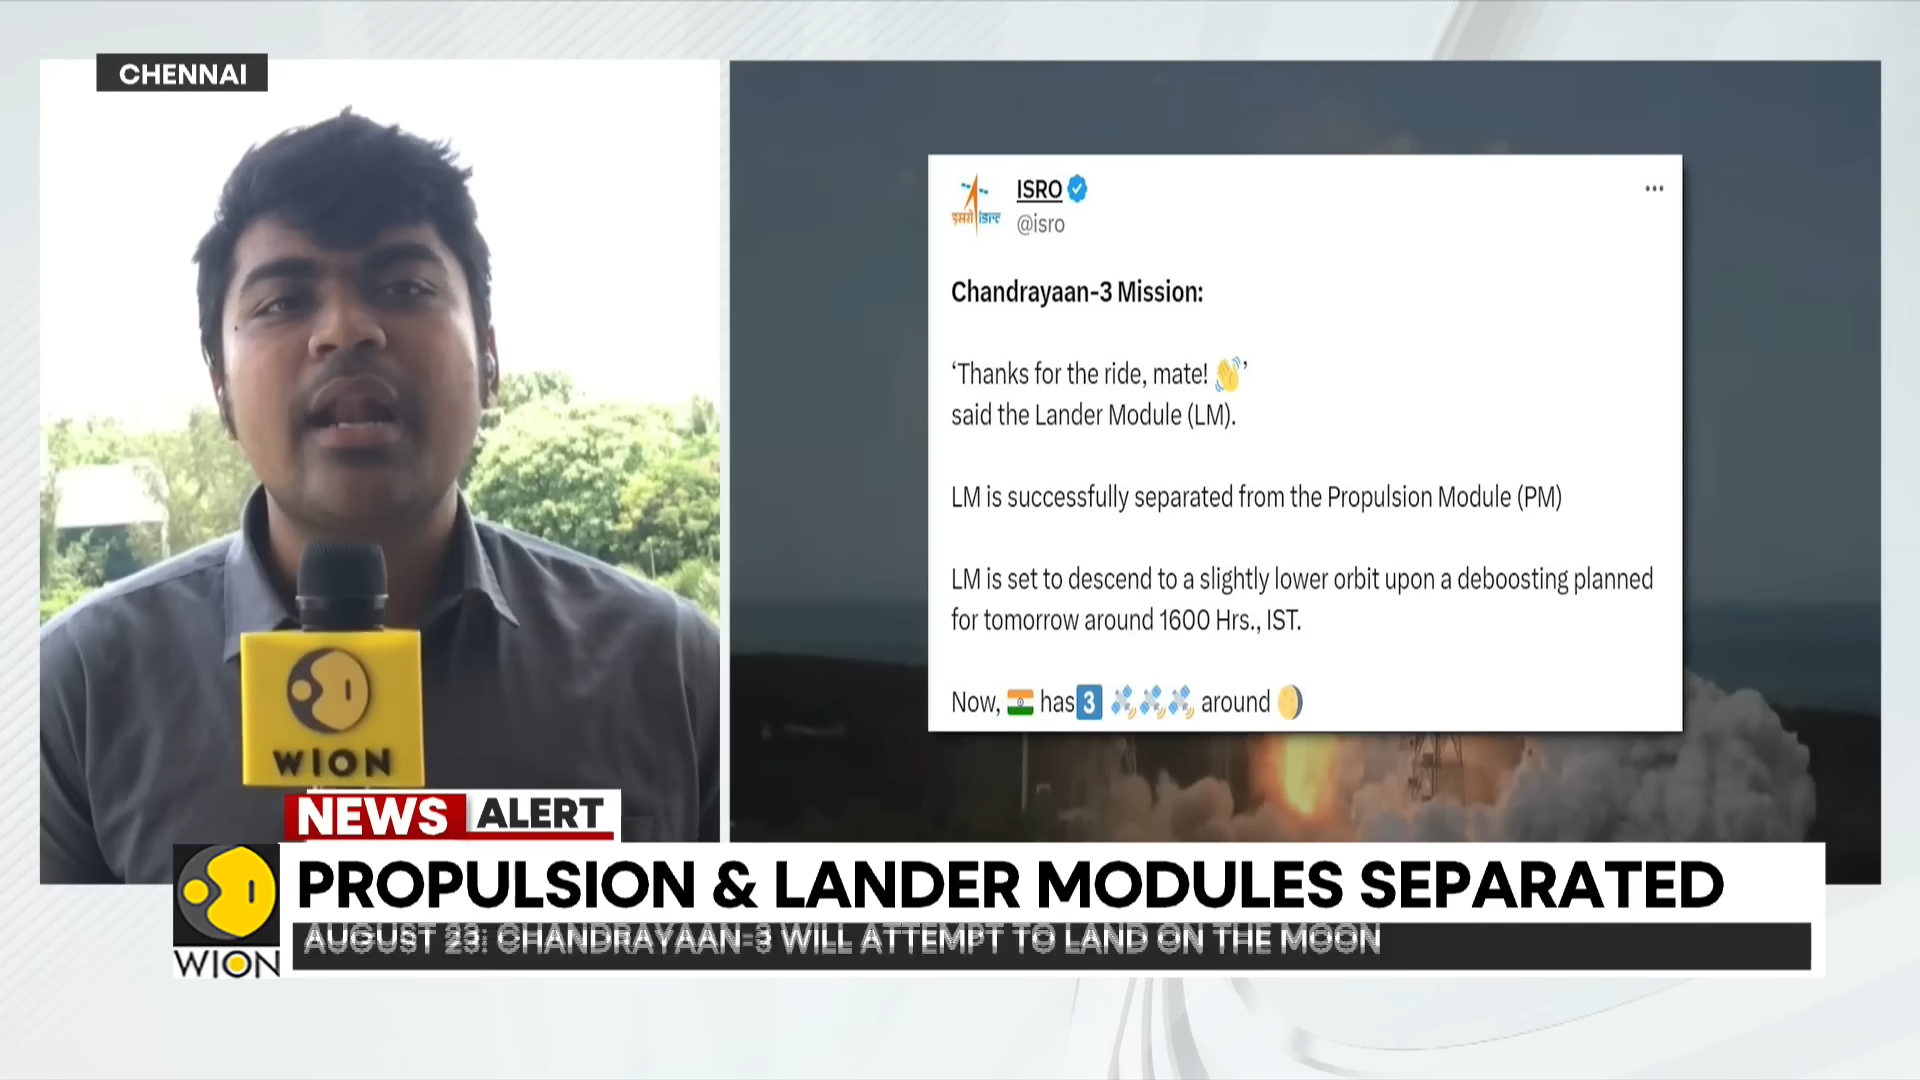 CHENNAI
ISRO
@isro
इसरो isro
Chandrayaan-3 Mission:
‘Thanks for the ride, mate! 👋’
said the Lander Module (LM).
LM is successfully separated from the Propulsion Module (PM)
LM is set to descend to a slightly lower orbit upon a deboosting planned
for tomorrow around 1600 Hrs., IST.
Now, 🇮🇳 has 3️⃣ 🛰️🛰️🛰️ around 🌖
WION
NEWS ALERT
PROPULSION & LANDER MODULES SEPARATED
AUGUST 23: CHANDRAYAAN-3 WILL ATTEMPT TO LAND ON THE MOON
WION